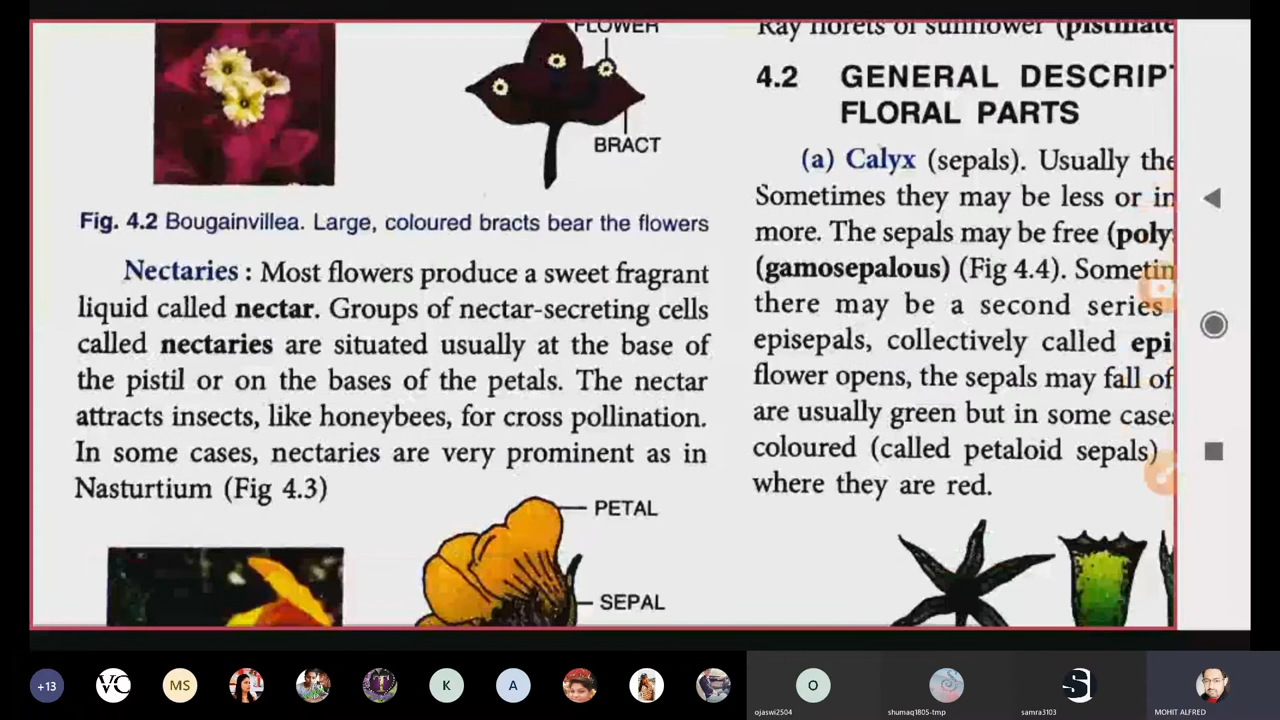 FLOWER
BRACT
Fig. 4.2 Bougainvillea. Large, coloured bracts bear the flowers
Nectaries : Most flowers produce a sweet fragrant
liquid called nectar. Groups of nectar-secreting cells
called nectaries are situated usually at the base of
the pistil or on the bases of the petals. The nectar
attracts insects, like honeybees, for cross pollination.
In some cases, nectaries are very prominent as in
Nasturtium (Fig 4.3)
PETAL
SEPAL
Ray florets of sunflower (pistillate
4.2 GENERAL DESCRIPT
FLORAL PARTS
(a) Calyx (sepals). Usually the
Sometimes they may be less or in
more. The sepals may be free (poly
(gamosepalous) (Fig 4.4). Sometin
there may be a second series
episepals, collectively called epi
flower opens, the sepals may fall of
are usually green but in some cases
coloured (called petaloid sepals)
where they are red.
+13
VC
MS
T
K
A
O
S
ojaswi2504
shumaq1805-tmp
samra3103
MOHIT ALFRED